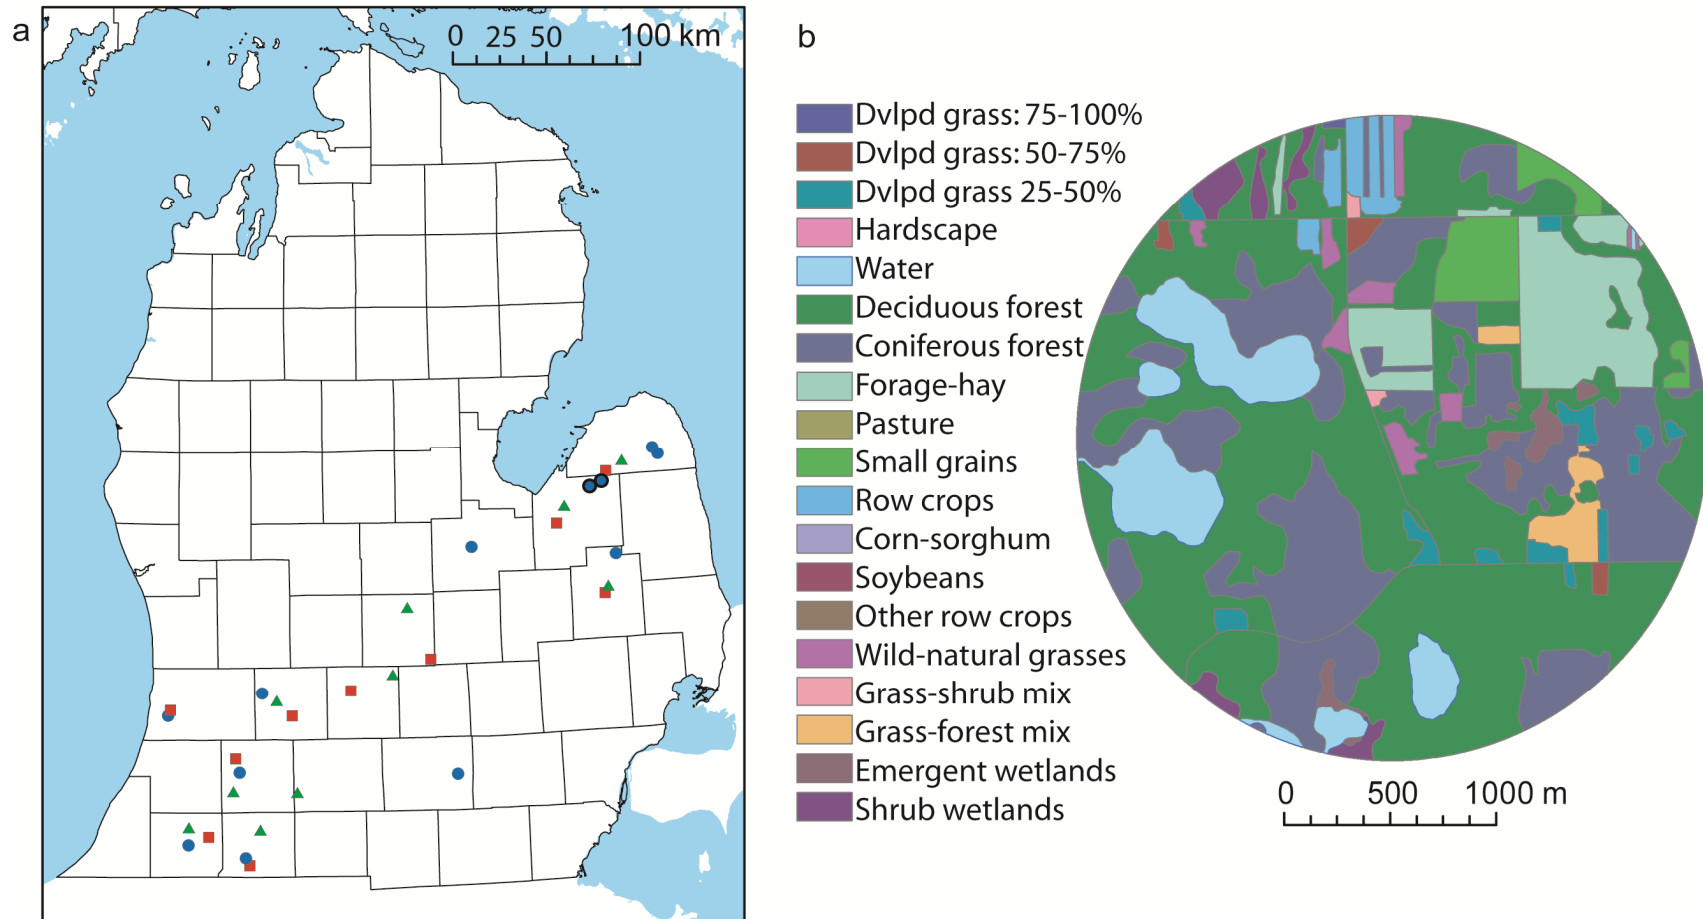 a
0 25 50 100 km
b
Dvlpd grass: 75-100%
Dvlpd grass: 50-75%
Dvlpd grass 25-50%
Hardscape
Water
Deciduous forest
Coniferous forest
Forage-hay
Pasture
Small grains
Row crops
Corn-sorghum
Soybeans
Other row crops
Wild-natural grasses
Grass-shrub mix
Grass-forest mix
Emergent wetlands
Shrub wetlands
0 500 1000 m